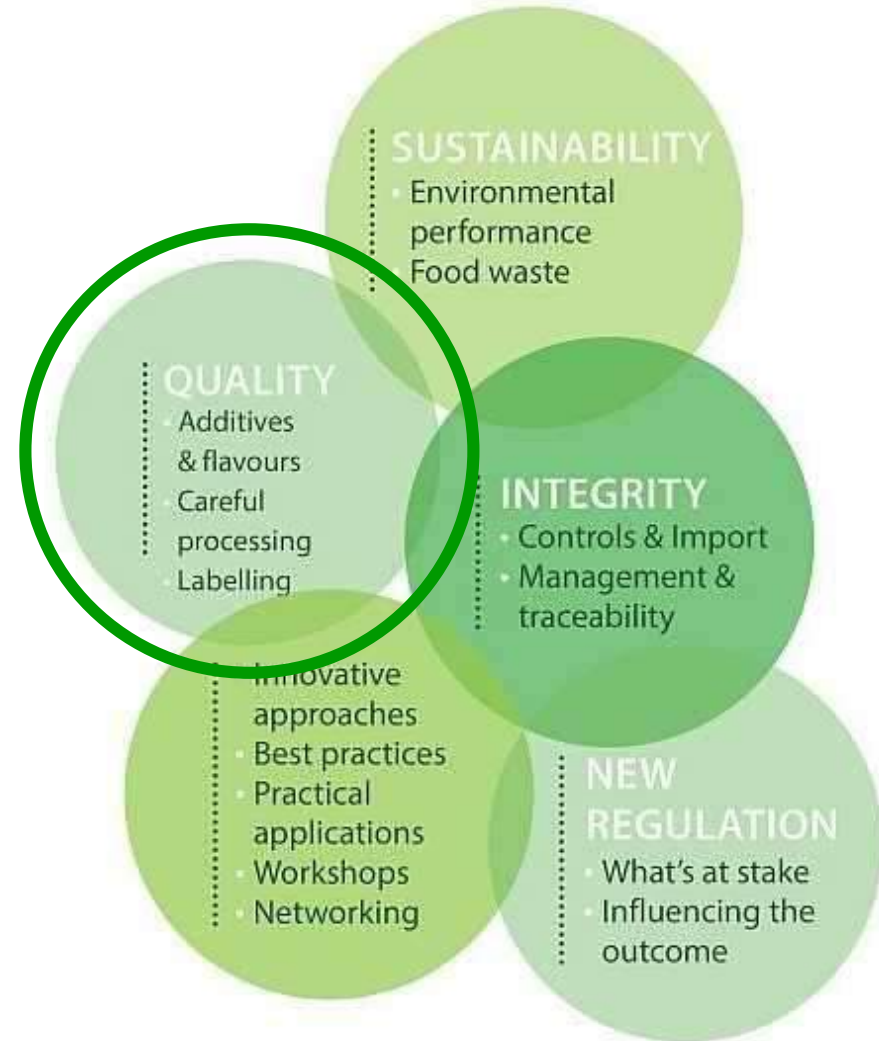 SUSTAINABILITY
• Environmental
performance
• Food waste
QUALITY
• Additives
& flavours
• Careful
processing
• Labelling
INTEGRITY
• Controls & Import
• Management &
traceability
Innovative
approaches
• Best practices
• Practical
applications
• Workshops
• Networking
NEW
REGULATION
• What's at stake
• Influencing the
outcome